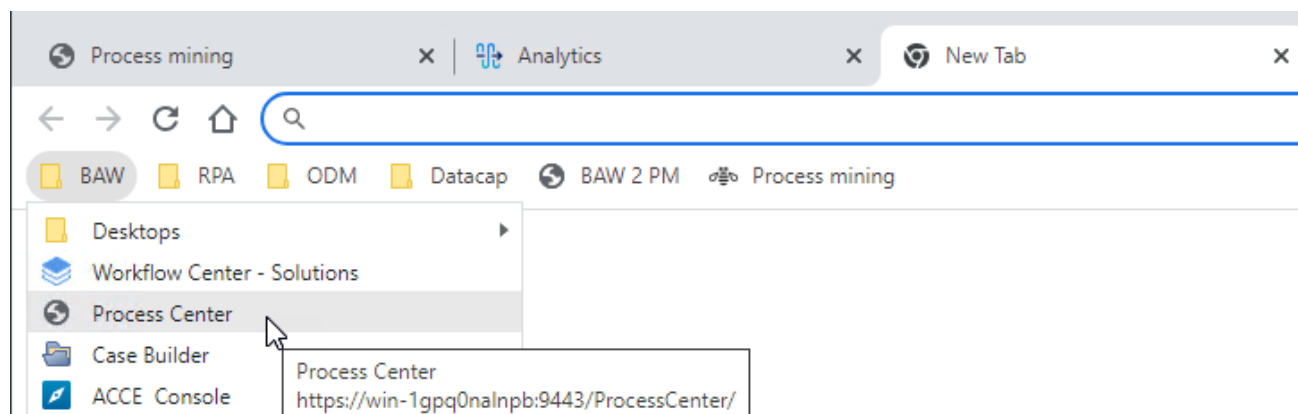 Process mining Analytics New Tab
BAW RPA ODM Datacap BAW 2 PM Process mining
Desktops
Workflow Center - Solutions
Process Center
Case Builder
Process Center
ACCE Console
https://win-1gpq0nalnpb:9443/ProcessCenter/